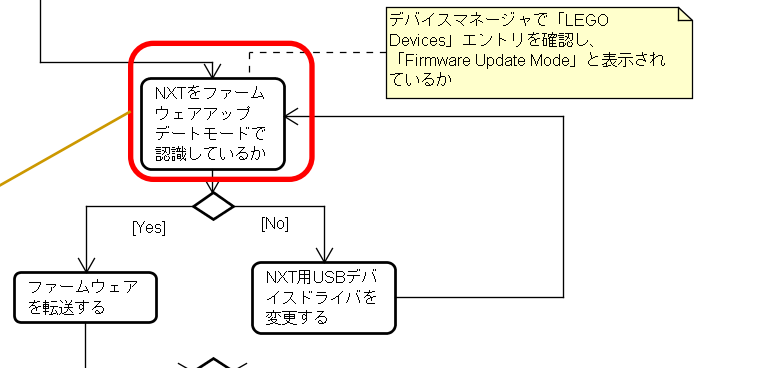 デバイスマネージャで「LEGO
Devices」エントリを確認し、
「Firmware Update Mode」と表示され
ているか
NXTをファーム
ウェアアップ
デートモードで
認識しているか
[Yes]
[No]
ファームウェア
を転送する
NXT用USBデバ
イスドライバを
変更する